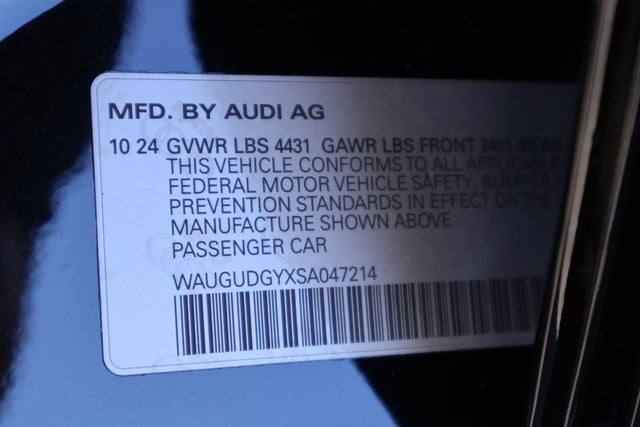 MFD. BY AUDI AG
10 24 GVWR LBS 4431 GAWR LBS FRONT 2403 /REAR
THIS VEHICLE CONFORMS TO ALL APPLICABLE
FEDERAL MOTOR VEHICLE SAFETY, BUMPER
PREVENTION STANDARDS IN EFFECT ON THE
MANUFACTURE SHOWN ABOVE
PASSENGER CAR
WAUGUDGYXSA047214